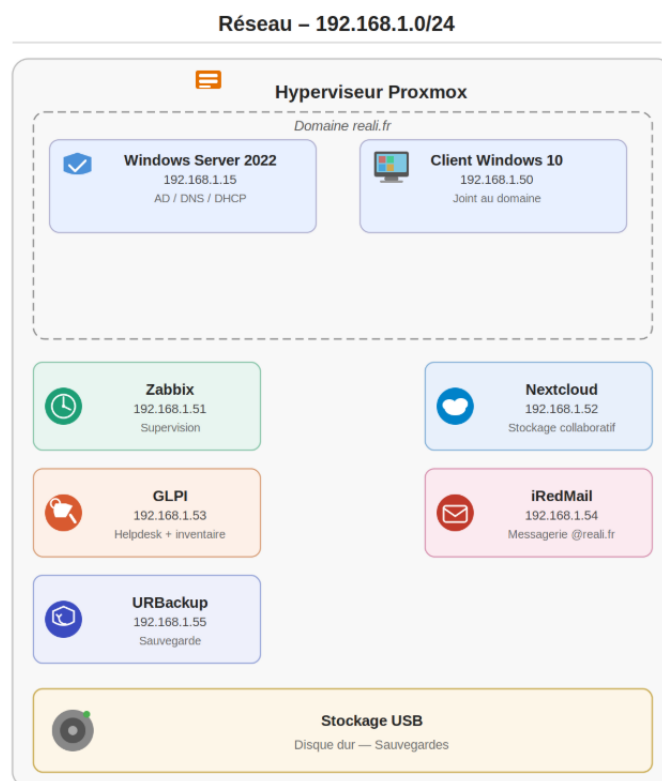 Réseau – 192.168.1.0/24
Hyperviseur Proxmox
Domaine reali.fr
Windows Server 2022
192.168.1.15
AD / DNS / DHCP
Client Windows 10
192.168.1.50
Joint au domaine
Zabbix
192.168.1.51
Supervision
Nextcloud
192.168.1.52
Stockage collaboratif
GLPI
192.168.1.53
Helpdesk + inventaire
iRedMail
192.168.1.54
Messagerie @reali.fr
URBackup
192.168.1.55
Sauvegarde
Stockage USB
Disque dur — Sauvegardes